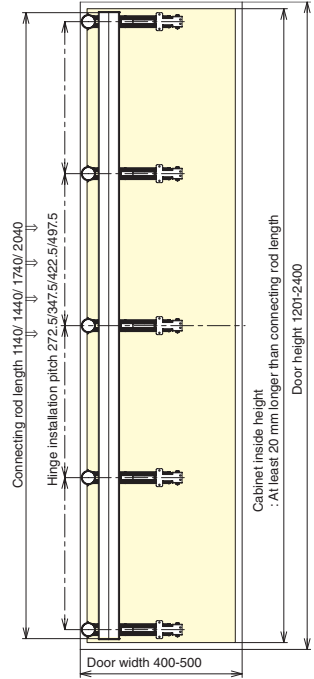 Connecting rod length 1140/ 1440/ 1740/ 2040
⇒ ⇒ ⇒ ⇒
Hinge installation pitch 272.5/347.5/422.5/497.5
Cabinet inside height
: At least 20 mm longer than connecting rod length
Door height 1201-2400
Door width 400-500